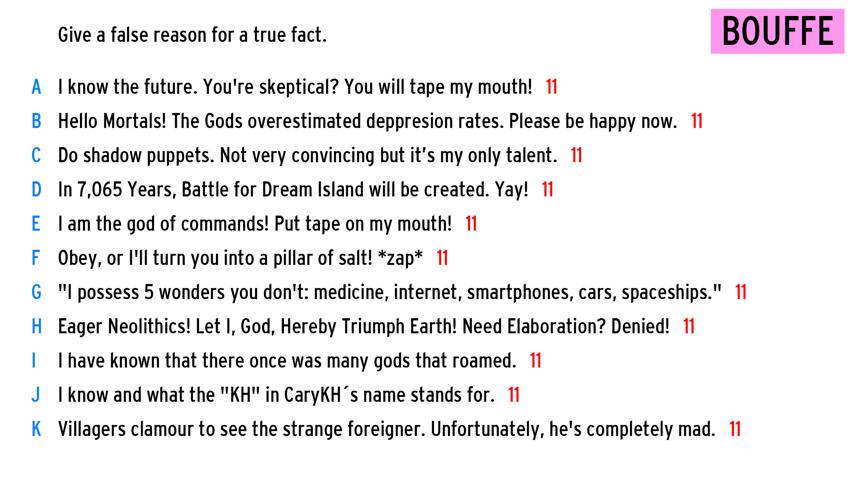 Give a false reason for a true fact.
BOUFFE
A I know the future. You're skeptical? You will tape my mouth! 11
B Hello Mortals! The Gods overestimated deppresion rates. Please be happy now. 11
C Do shadow puppets. Not very convincing but it's my only talent. 11
D In 7,065 Years, Battle for Dream Island will be created. Yay! 11
E I am the god of commands! Put tape on my mouth! 11
F Obey, or I'll turn you into a pillar of salt! *zap* 11
G "I possess 5 wonders you don't: medicine, internet, smartphones, cars, spaceships." 11
H Eager Neolithics! Let I, God, Hereby Triumph Earth! Need Elaboration? Denied! 11
I I have known that there once was many gods that roamed. 11
J I know and what the "KH" in CaryKH´s name stands for. 11
K Villagers clamour to see the strange foreigner. Unfortunately, he's completely mad. 11